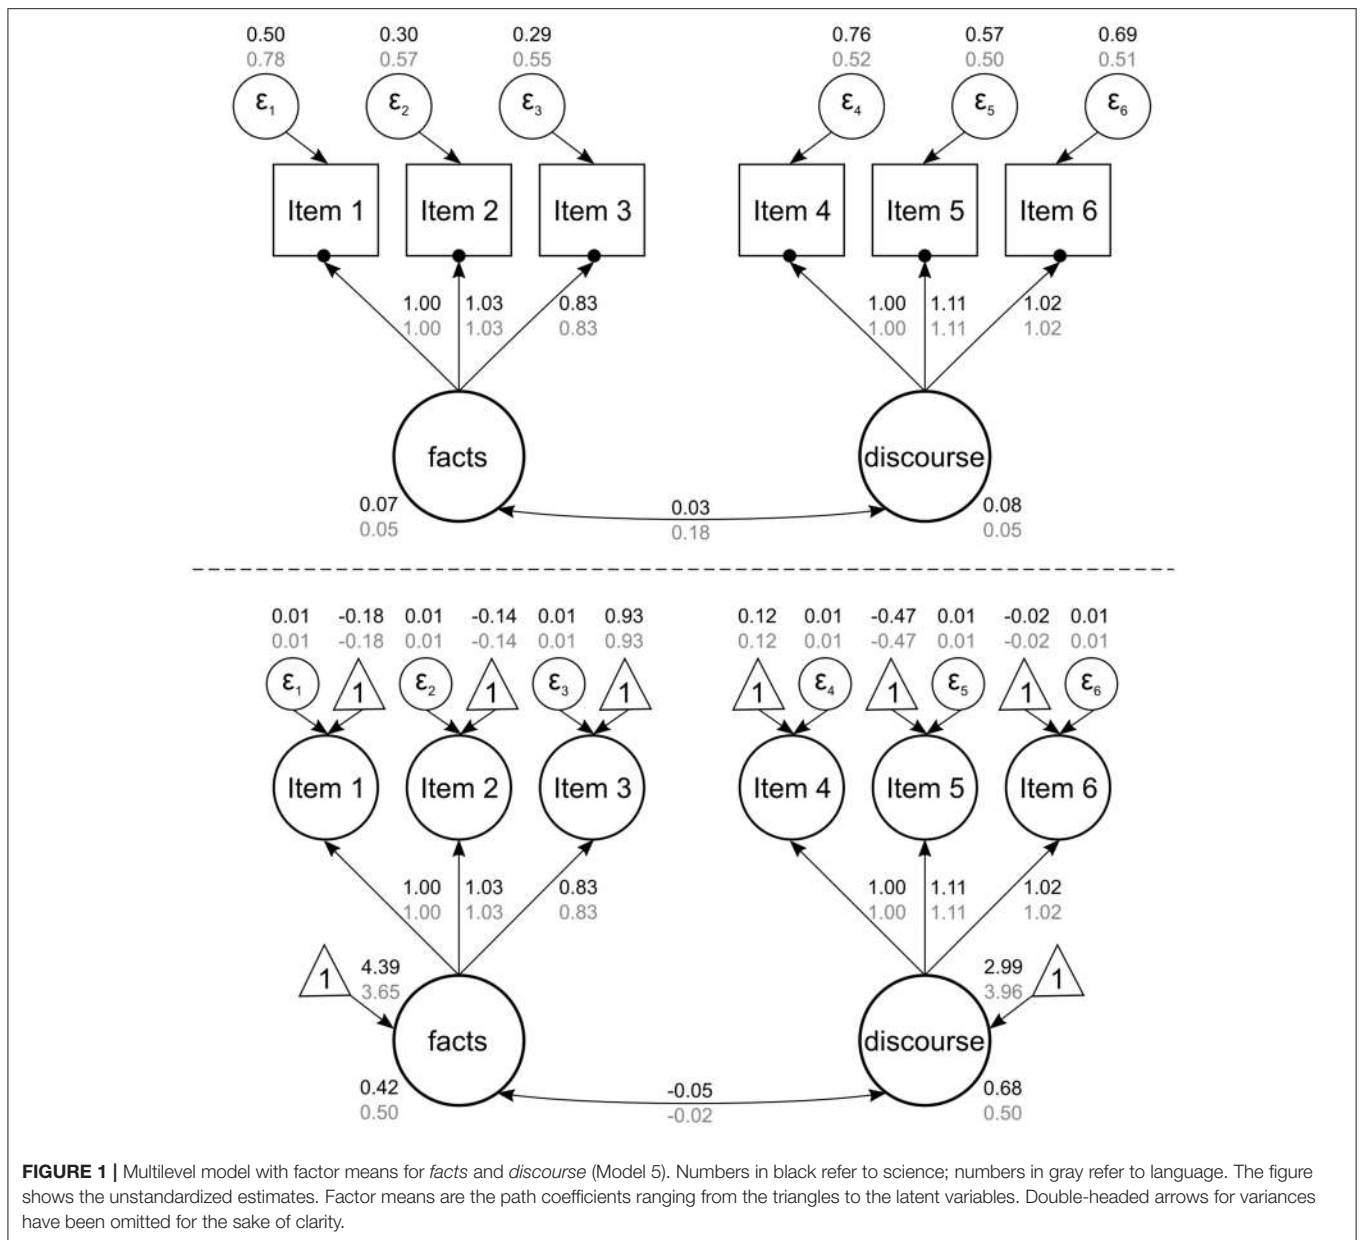 0.50 0.30 0.29 0.76 0.57 0.69
0.78 0.57 0.55 0.52 0.50 0.51
ε1 ε2 ε3 ε4 ε5 ε6
Item 1 Item 2 Item 3 Item 4 Item 5 Item 6
1.00 1.03 0.83 1.00 1.11 1.02
1.00 1.03 0.83 1.00 1.11 1.02
facts discourse
0.07 0.03 0.08
0.05 0.18 0.05
0.01 -0.18 0.01 -0.14 0.01 0.93 0.12 0.01 -0.47 0.01 -0.02 0.01
0.01 -0.18 0.01 -0.14 0.01 0.93 0.12 0.01 -0.47 0.01 -0.02 0.01
ε1 1 ε2 1 ε3 1 1 ε4 1 ε5 1 ε6
Item 1 Item 2 Item 3 Item 4 Item 5 Item 6
1.00 1.03 0.83 1.00 1.11 1.02
1.00 1.03 0.83 1.00 1.11 1.02
1 4.39 2.99 1
3.65 3.96
facts discourse
0.42 -0.05 0.68
0.50 -0.02 0.50
FIGURE 1 | Multilevel model with factor means for facts and discourse (Model 5). Numbers in black refer to science; numbers in gray refer to language. The figure
shows the unstandardized estimates. Factor means are the path coefficients ranging from the triangles to the latent variables. Double-headed arrows for variances
have been omitted for the sake of clarity.